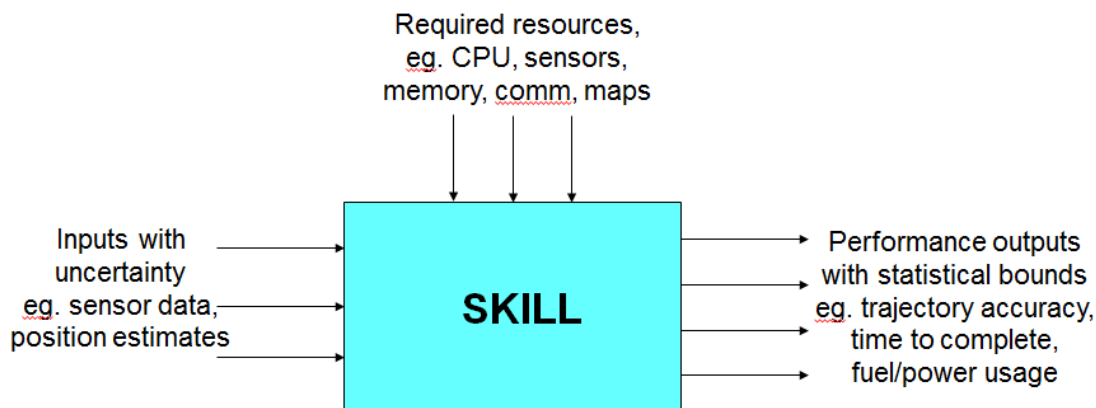 Required resources,
eg. CPU, sensors,
memory, comm, maps
Inputs with
uncertainty
eg. sensor data,
position estimates
SKILL
Performance outputs
with statistical bounds
eg. trajectory accuracy,
time to complete,
fuel/power usage